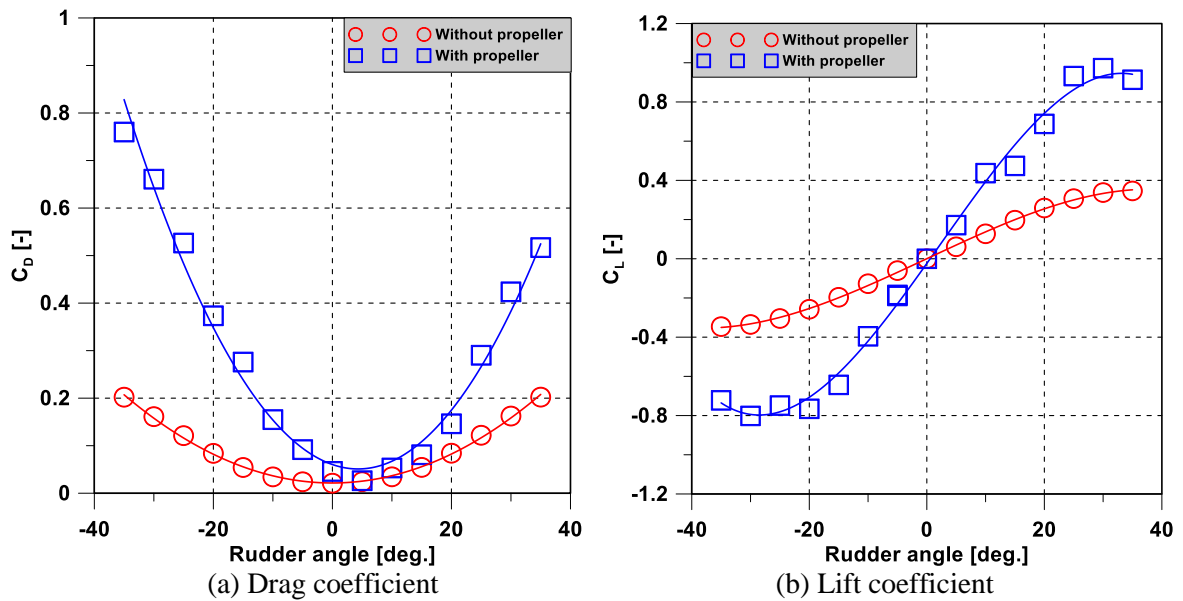 1
0.8
0.6
0.4
0.2
0
C_D [-]
-40
-20
0
20
40
Rudder angle [deg.]
Without propeller
With propeller
(a) Drag coefficient
1.2
0.8
0.4
0
-0.4
-0.8
-1.2
C_L [-]
-40
-20
0
20
40
Rudder angle [deg.]
Without propeller
With propeller
(b) Lift coefficient